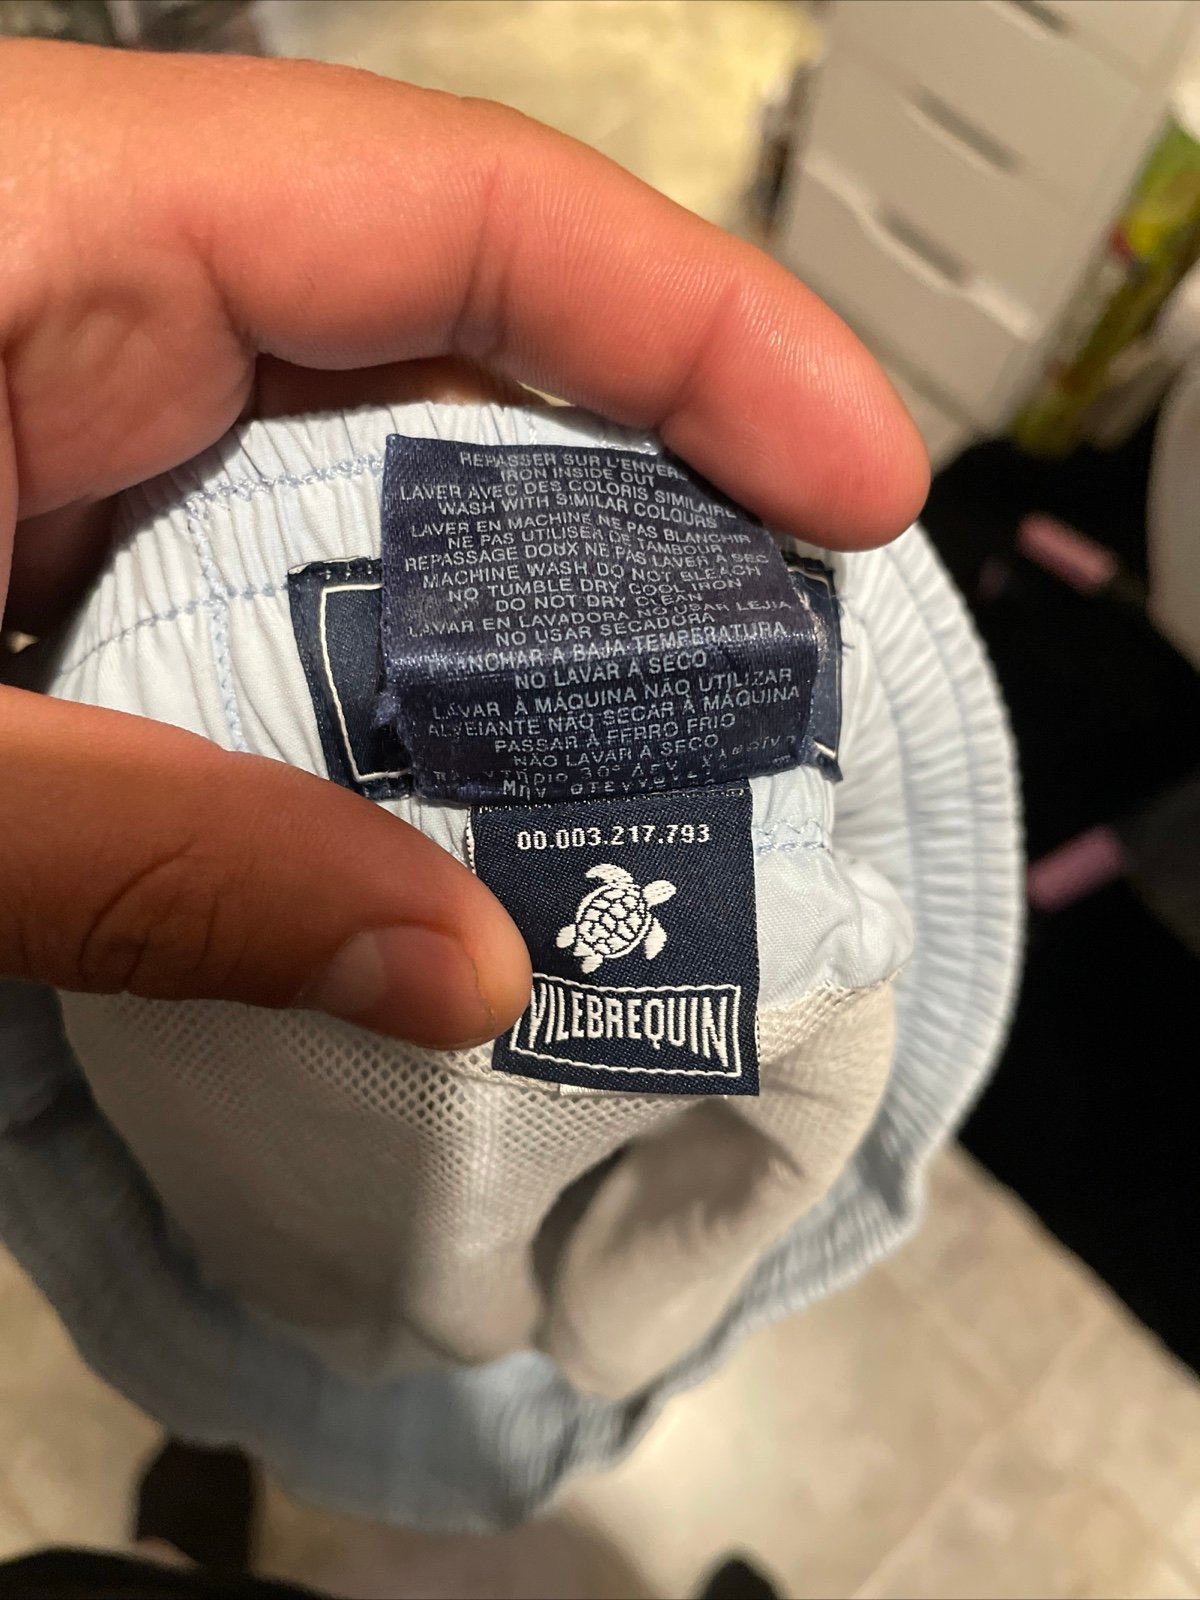 REPASSER SUR L'ENVERS
IRON INSIDE OUT
LAVER AVEC DES COLORIS SIMILAIRE
WASH WITH SIMILAR COLOURS
LAVER EN MACHINE NE PAS BLANCHIR
NE PAS UTILISER DE TAMBOUR
REPASSAGE DOUX NE PAS LAVER À SEC
MACHINE WASH DO NOT BLEACH
NO TUMBLE DRY COOL IRON
DO NOT DRY CLEAN
LAVAR EN LAVADORA NO USAR LEJIA
NO USAR SECADORA
PLANCHAR A BAJA TEMPERATURA
NO LAVAR A SECO
LAVAR À MÁQUINA NÃO UTILIZAR
ALVEIANTE NÃO SECAR À MÁQUINA
PASSAR A FERRO FRIO
NÃO LAVAR A SECO
30°
00.003.217.793
VILEBREQUIN